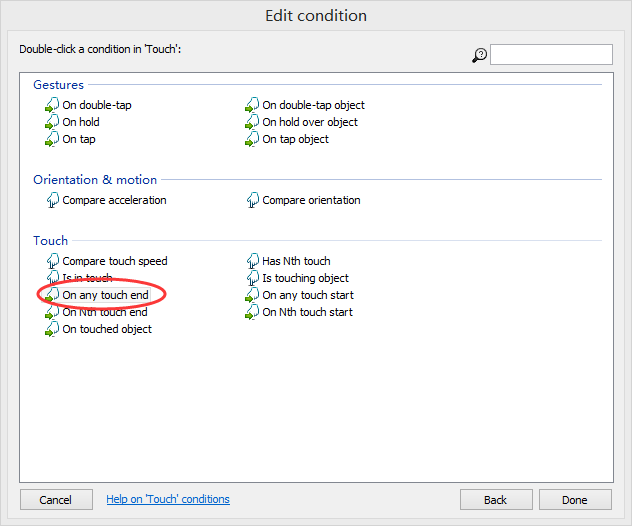 Edit condition
Double-click a condition in 'Touch':
Gestures
On double-tap
On double-tap object
On hold
On hold over object
On tap
On tap object
Orientation & motion
Compare acceleration
Compare orientation
Touch
Compare touch speed
Has Nth touch
Is in touch
Is touching object
On any touch end
On any touch start
On Nth touch end
On Nth touch start
On touched object
Cancel
Help on 'Touch' conditions
Back
Done